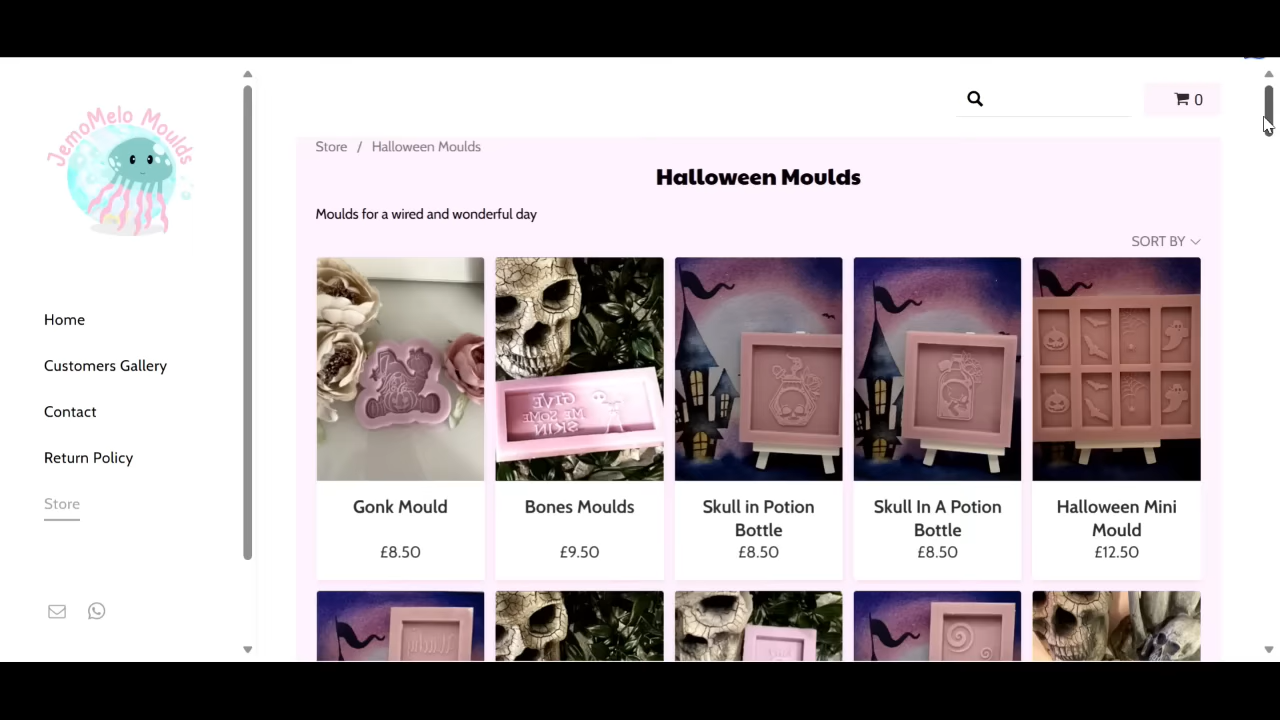 JemoMelo Moulds
Home
Customers Gallery
Contact
Return Policy
Store
0
Store / Halloween Moulds
Halloween Moulds
Moulds for a wired and wonderful day
SORT BY
GIVE
ME SOME
SKIN
Gonk Mould
£8.50
Bones Moulds
£9.50
Skull in Potion
Bottle
£8.50
Skull In A Potion
Bottle
£8.50
Halloween Mini
Mould
£12.50